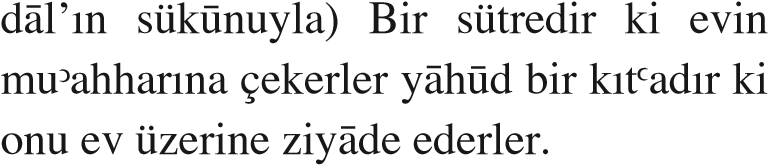 dāl’ın sükūnuyla) Bir sütredir ki evin
muʾahharına çekerler yāhūd bir kıtʿadır ki
onu ev üzerine ziyāde ederler.